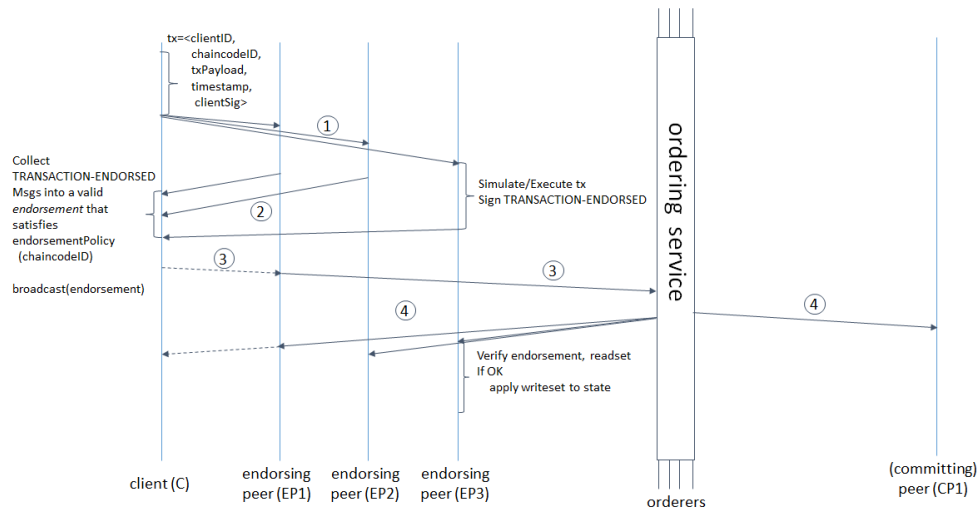 tx=<clientID,
chaincodeID,
txPayload,
timestamp,
clientSig>
1
Collect
TRANSACTION-ENDORSED
Msgs into a valid
endorsement that
satisfies
endorsementPolicy
(chaincodeID)
2
Simulate/Execute tx
Sign TRANSACTION-ENDORSED
ordering service
3
3
broadcast(endorsement)
4
4
Verify endorsement, readset
If OK
apply writeset to state
client (C)
endorsing
peer (EP1)
endorsing
peer (EP2)
endorsing
peer (EP3)
orderers
(committing)
peer (CP1)